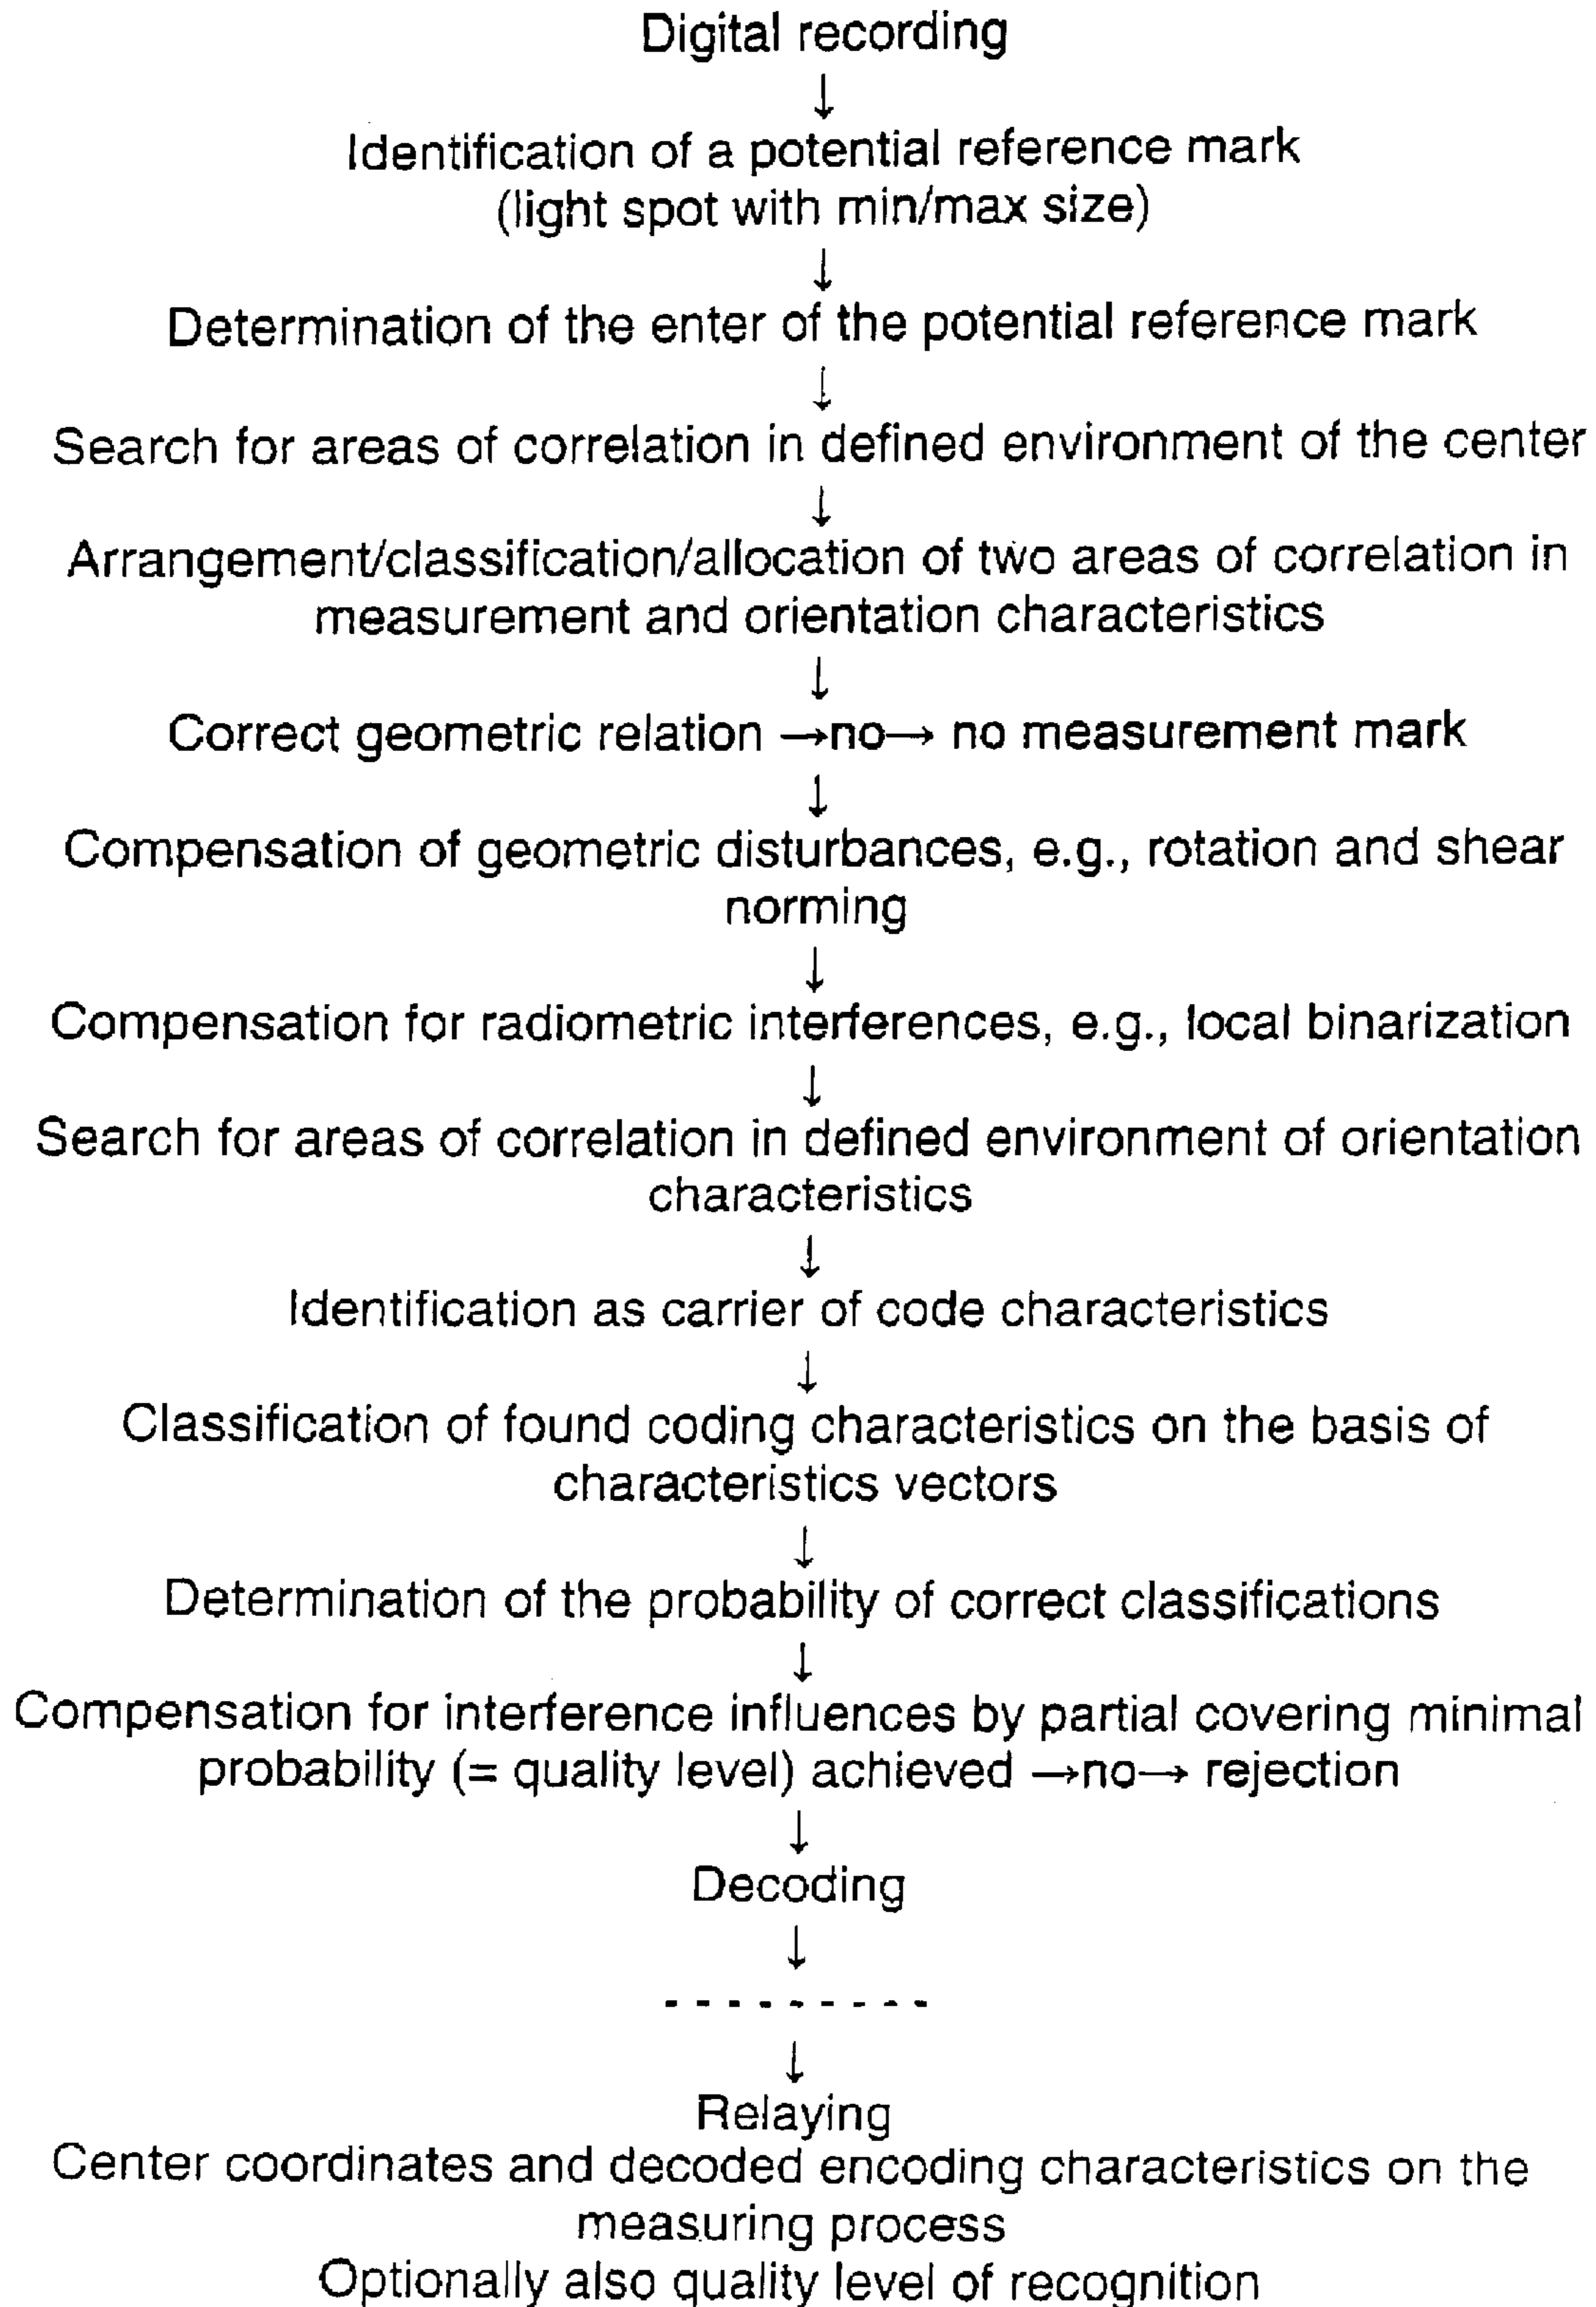 Digital recording
↓
Identification of a potential reference mark
(light spot with min/max size)
↓
Determination of the enter of the potential reference mark
↓
Search for areas of correlation in defined environment of the center
↓
Arrangement/classification/allocation of two areas of correlation in
measurement and orientation characteristics
↓
Correct geometric relation →no→ no measurement mark
↓
Compensation of geometric disturbances, e.g., rotation and shear
norming
↓
Compensation for radiometric interferences, e.g., local binarization
↓
Search for areas of correlation in defined environment of orientation
characteristics
↓
Identification as carrier of code characteristics
↓
Classification of found coding characteristics on the basis of
characteristics vectors
↓
Determination of the probability of correct classifications
↓
Compensation for interference influences by partial covering minimal
probability (= quality level) achieved →no→ rejection
↓
Decoding
↓
- - - - - - - - -
↓
Relaying
Center coordinates and decoded encoding characteristics on the
measuring process
Optionally also quality level of recognition